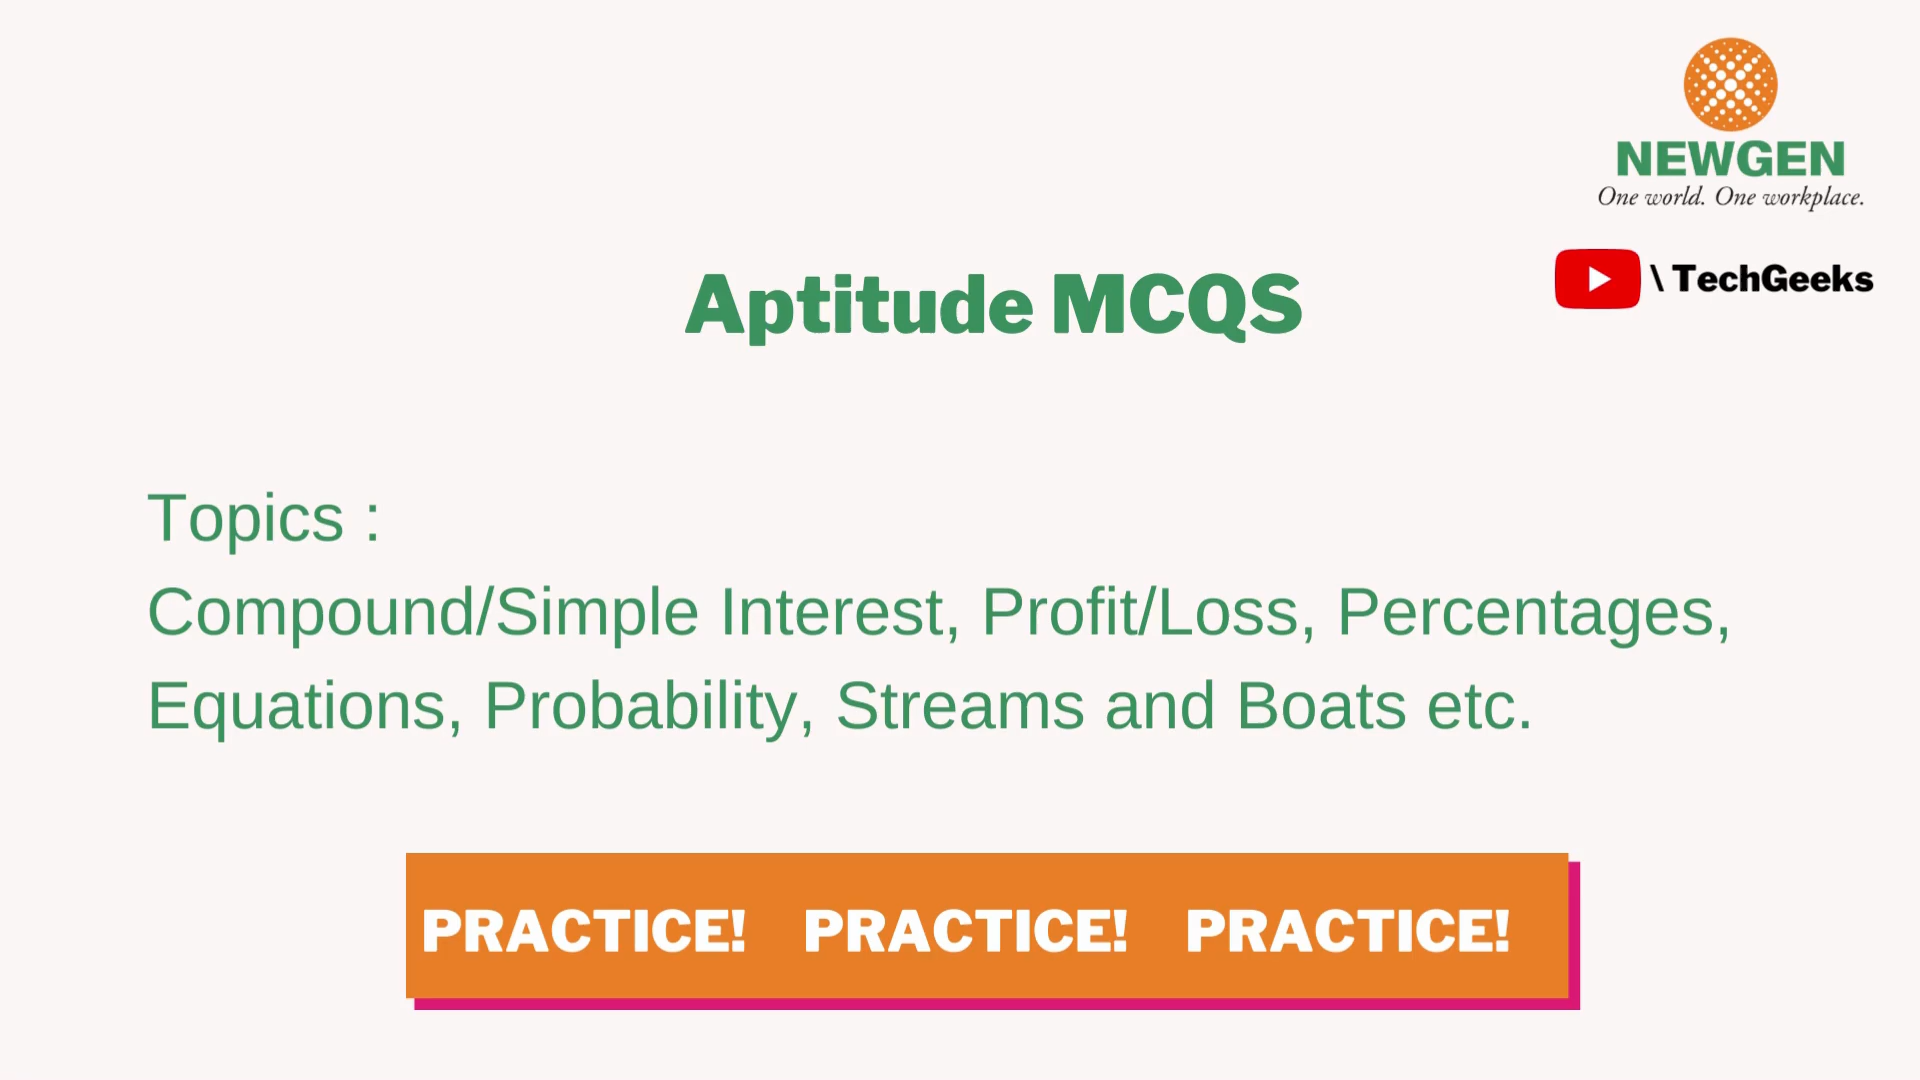 NEWGEN
One world. One workplace.
\ TechGeeks
Aptitude MCQS
Topics :
Compound/Simple Interest, Profit/Loss, Percentages,
Equations, Probability, Streams and Boats etc.
PRACTICE! PRACTICE! PRACTICE!